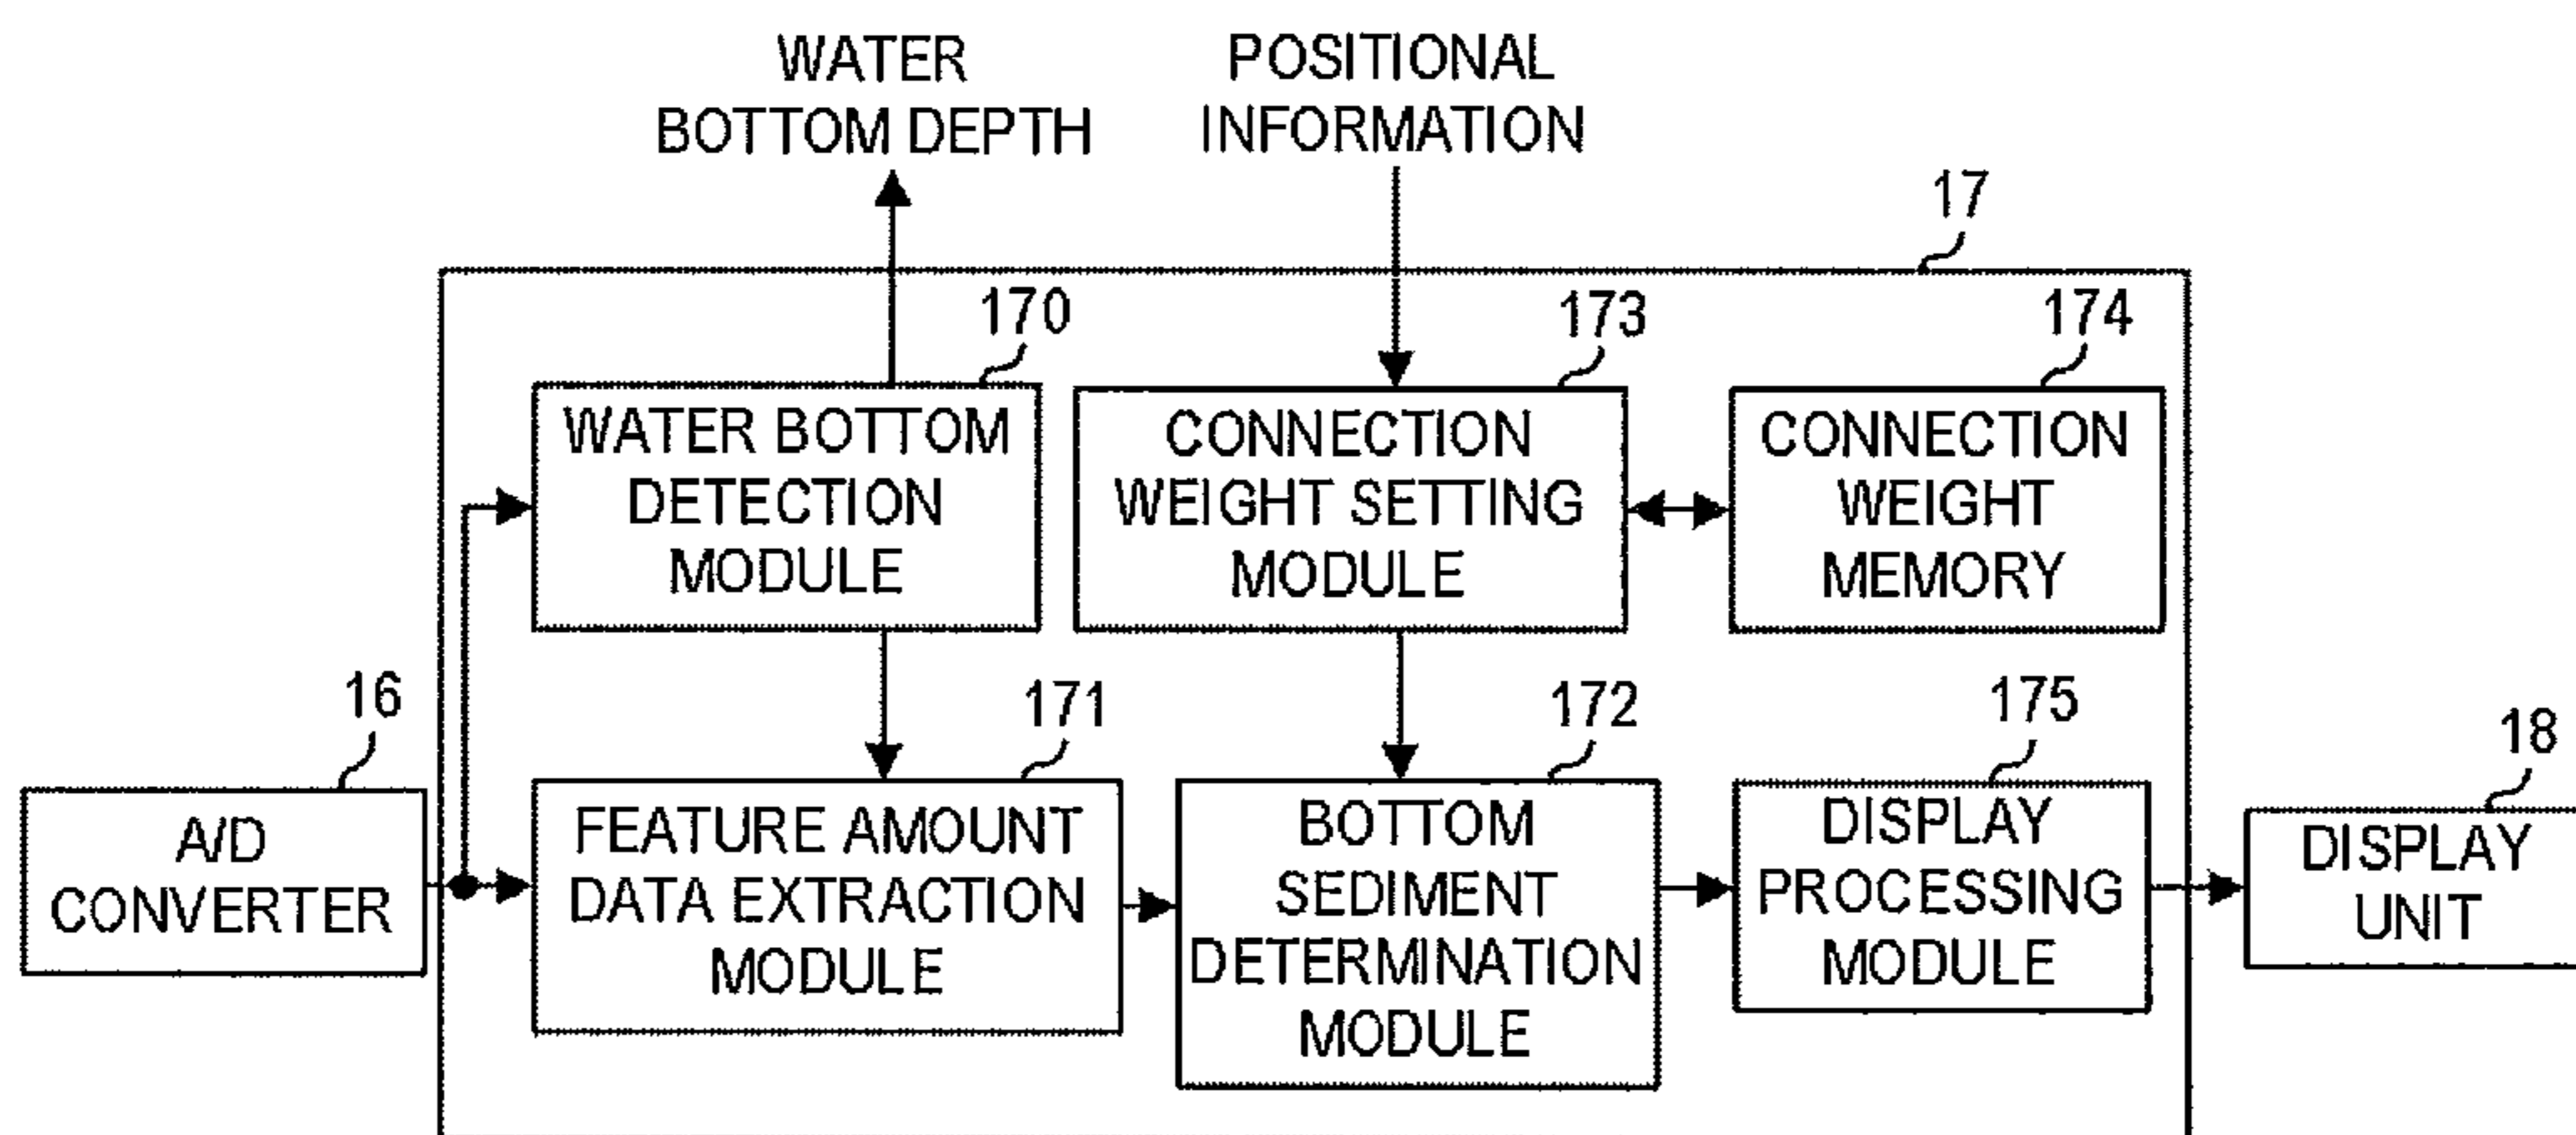 WATER
BOTTOM DEPTH
POSITIONAL
INFORMATION
17
170
WATER BOTTOM
DETECTION
MODULE
173
CONNECTION
WEIGHT SETTING
MODULE
174
CONNECTION
WEIGHT
MEMORY
16
A/D
CONVERTER
171
FEATURE AMOUNT
DATA EXTRACTION
MODULE
172
BOTTOM
SEDIMENT
DETERMINATION
MODULE
175
DISPLAY
PROCESSING
MODULE
18
DISPLAY
UNIT